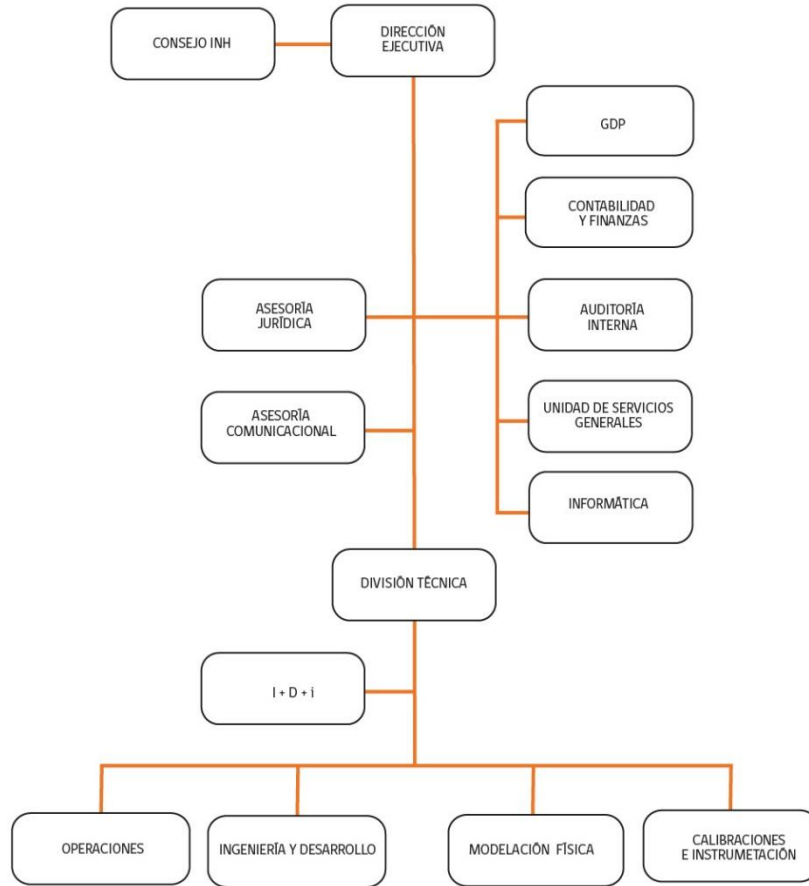 CONSEJO INH
DIRECCIÓN
EJECUTIVA
GDP
CONTABILIDAD
Y FINANZAS
ASESORÍA
JURÍDICA
AUDITORÍA
INTERNA
ASESORÍA
COMUNICACIONAL
UNIDAD DE SERVICIOS
GENERALES
INFORMÁTICA
DIVISIÓN TÉCNICA
I + D + i
OPERACIONES
INGENIERÍA Y DESARROLLO
MODELACIÓN FÍSICA
CALIBRACIONES
E INSTRUMETACIÓN